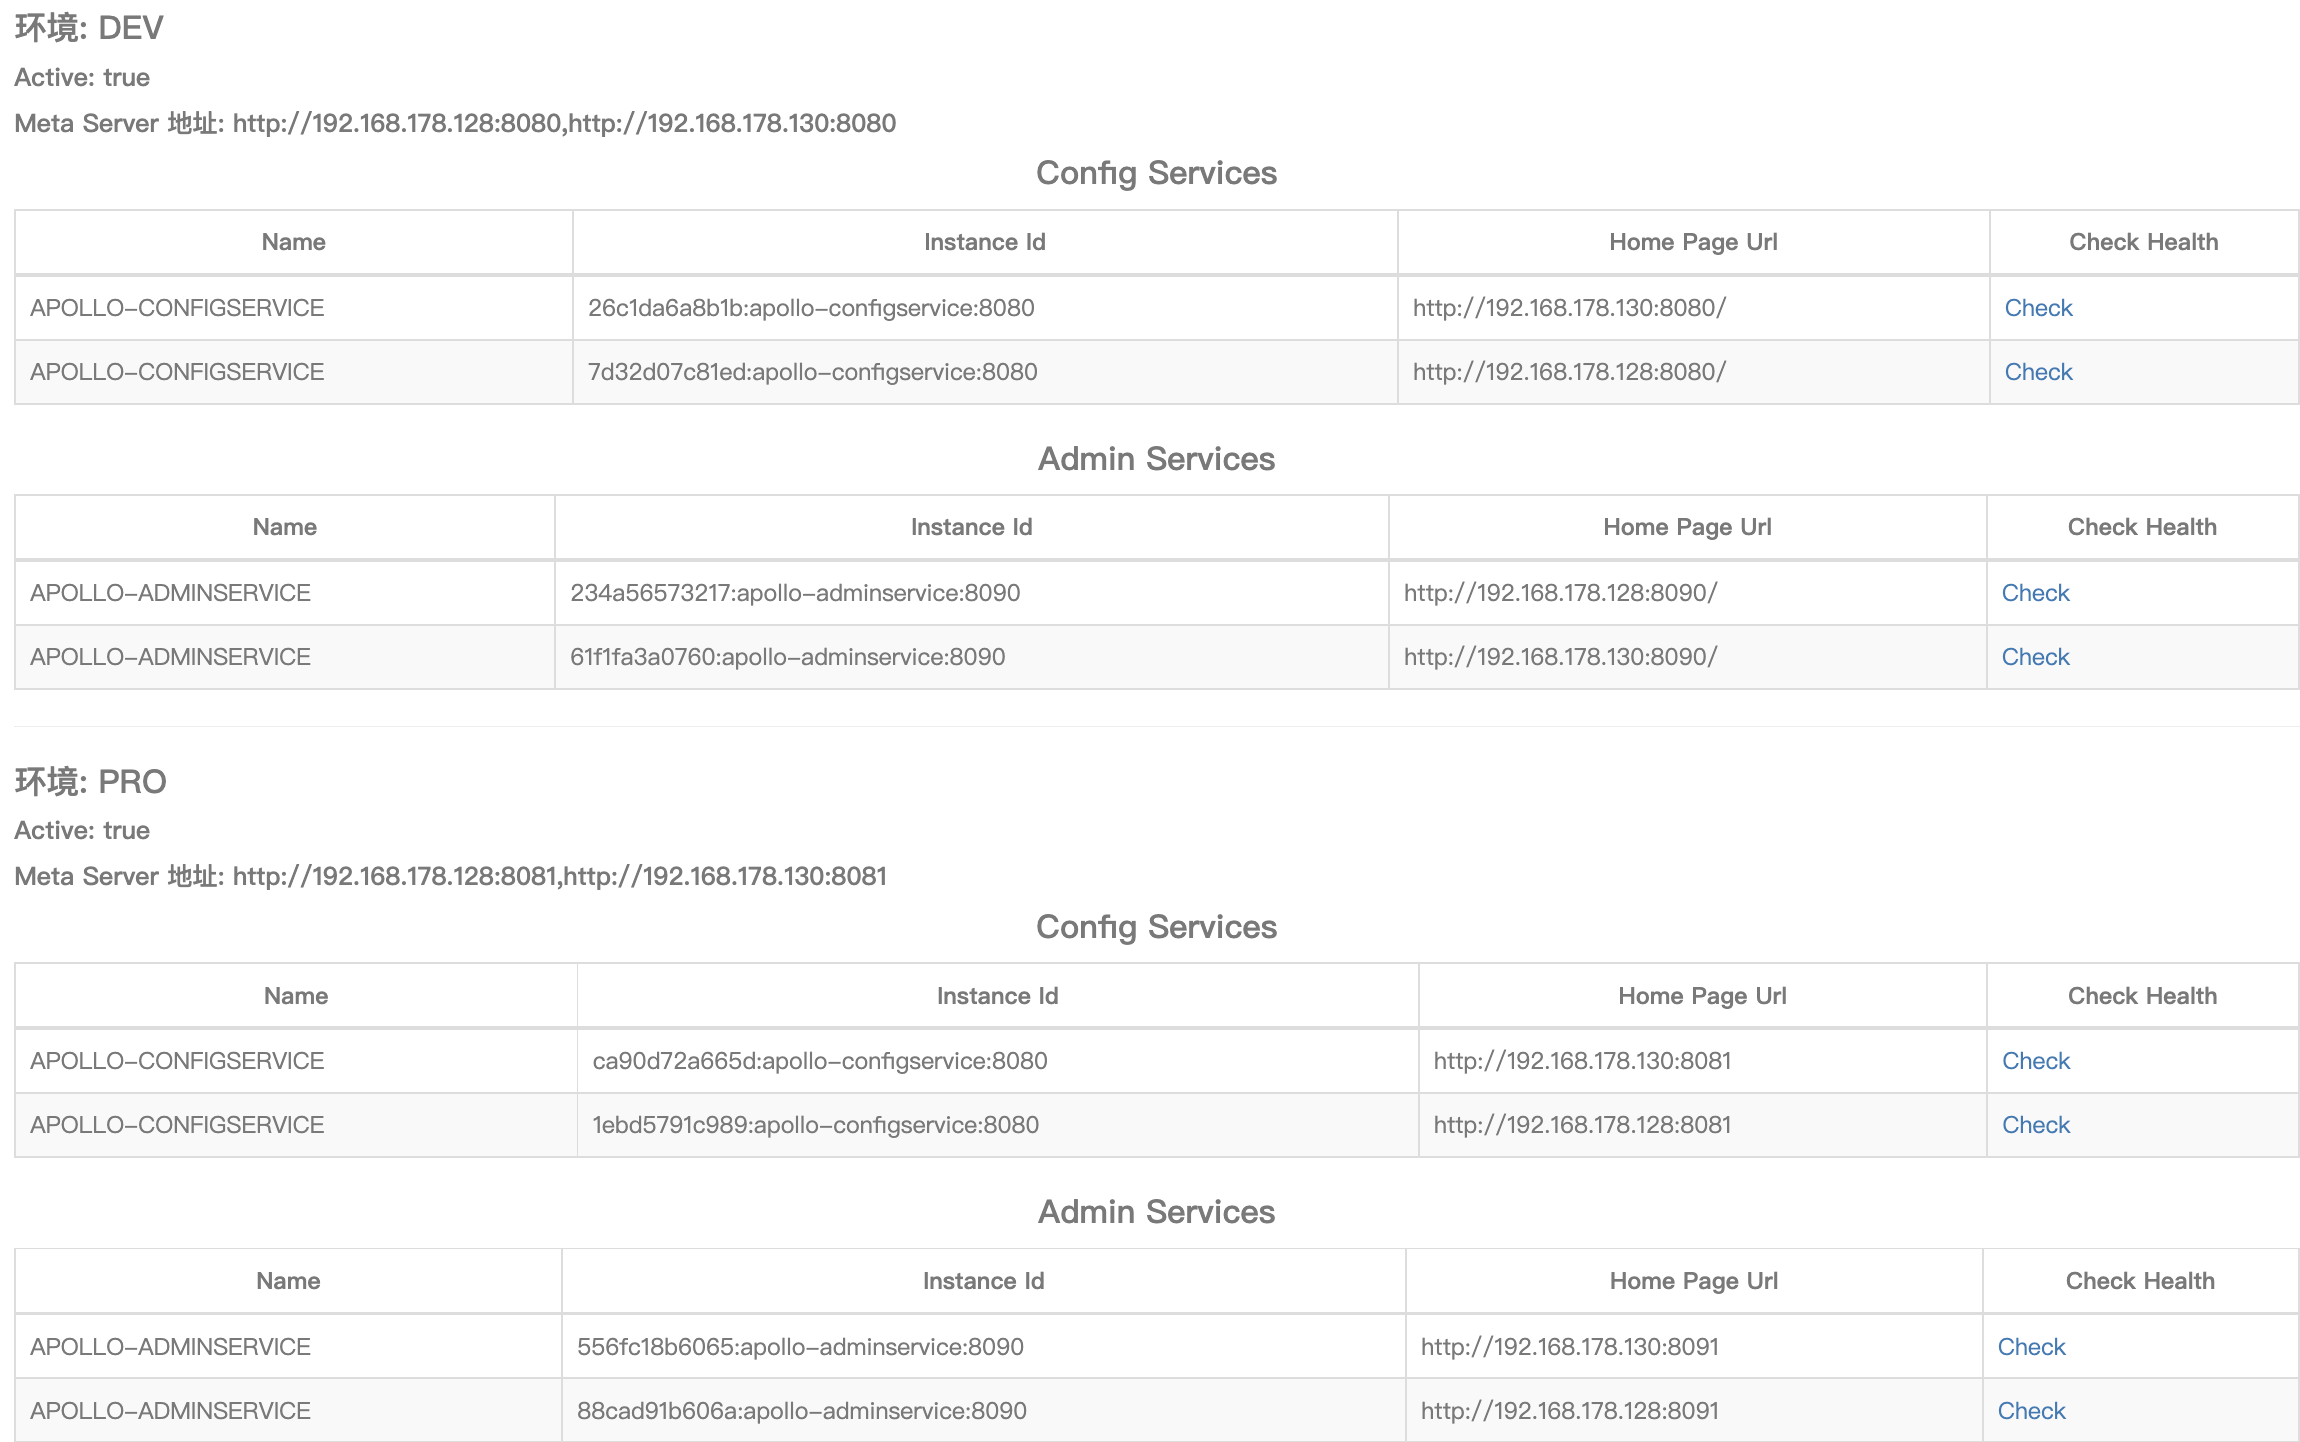 环境: DEV
Active: true
Meta Server 地址: http://192.168.178.128:8080,http://192.168.178.130:8080
Config Services
Name Instance Id Home Page Url Check Health
APOLLO-CONFIGSERVICE 26c1da6a8b1b:apollo-configservice:8080 http://192.168.178.130:8080/ Check
APOLLO-CONFIGSERVICE 7d32d07c81ed:apollo-configservice:8080 http://192.168.178.128:8080/ Check
Admin Services
Name Instance Id Home Page Url Check Health
APOLLO-ADMINSERVICE 234a56573217:apollo-adminservice:8090 http://192.168.178.128:8090/ Check
APOLLO-ADMINSERVICE 61f1fa3a0760:apollo-adminservice:8090 http://192.168.178.130:8090/ Check
环境: PRO
Active: true
Meta Server 地址: http://192.168.178.128:8081,http://192.168.178.130:8081
Config Services
Name Instance Id Home Page Url Check Health
APOLLO-CONFIGSERVICE ca90d72a665d:apollo-configservice:8080 http://192.168.178.130:8081 Check
APOLLO-CONFIGSERVICE 1ebd5791c989:apollo-configservice:8080 http://192.168.178.128:8081 Check
Admin Services
Name Instance Id Home Page Url Check Health
APOLLO-ADMINSERVICE 556fc18b6065:apollo-adminservice:8090 http://192.168.178.130:8091 Check
APOLLO-ADMINSERVICE 88cad91b606a:apollo-adminservice:8090 http://192.168.178.128:8091 Check